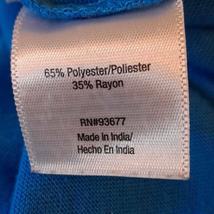 65% Polyester/Poliester
35% Rayon
RN#93677
Made In India/
Hecho En India